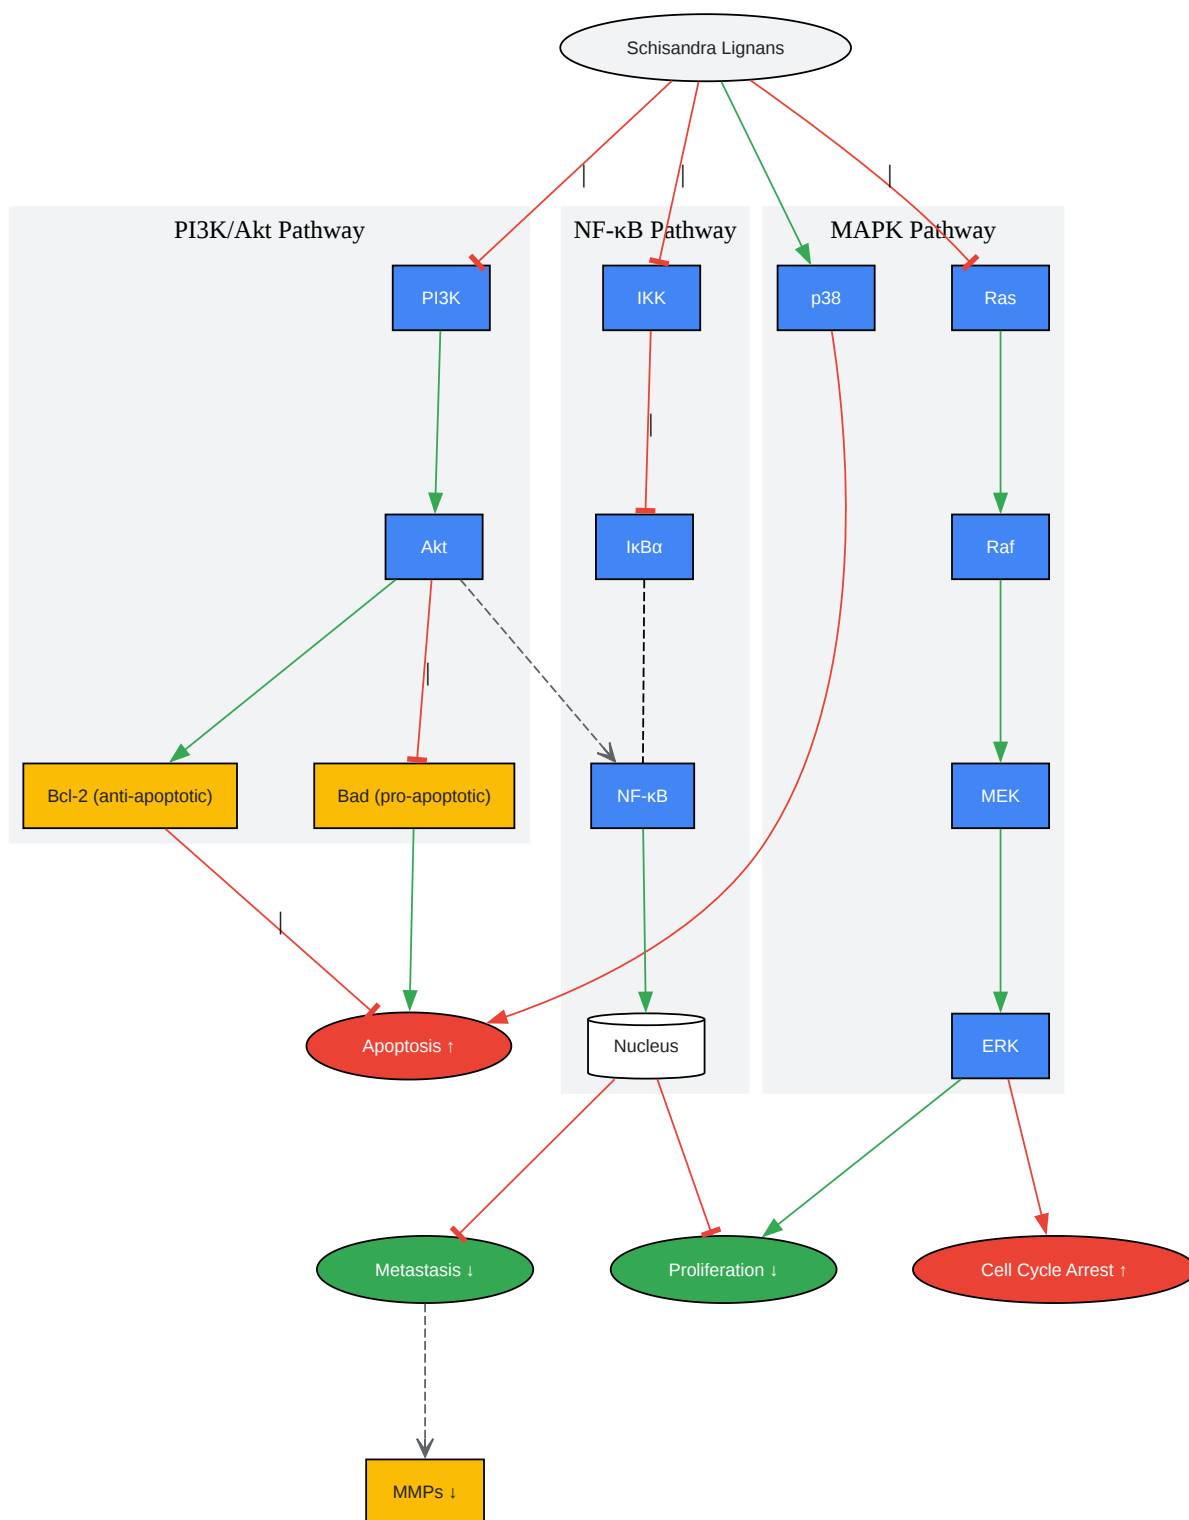 Schisandra Lignans
|
|
|
PI3K/Akt Pathway
NF-κB Pathway
MAPK Pathway
PI3K
IKK
p38
Ras
|
Akt
IκBα
Raf
|
Bcl-2 (anti-apoptotic)
Bad (pro-apoptotic)
NF-κB
MEK
|
Apoptosis ↑
Nucleus
ERK
Metastasis ↓
Proliferation ↓
Cell Cycle Arrest ↑
MMPs ↓